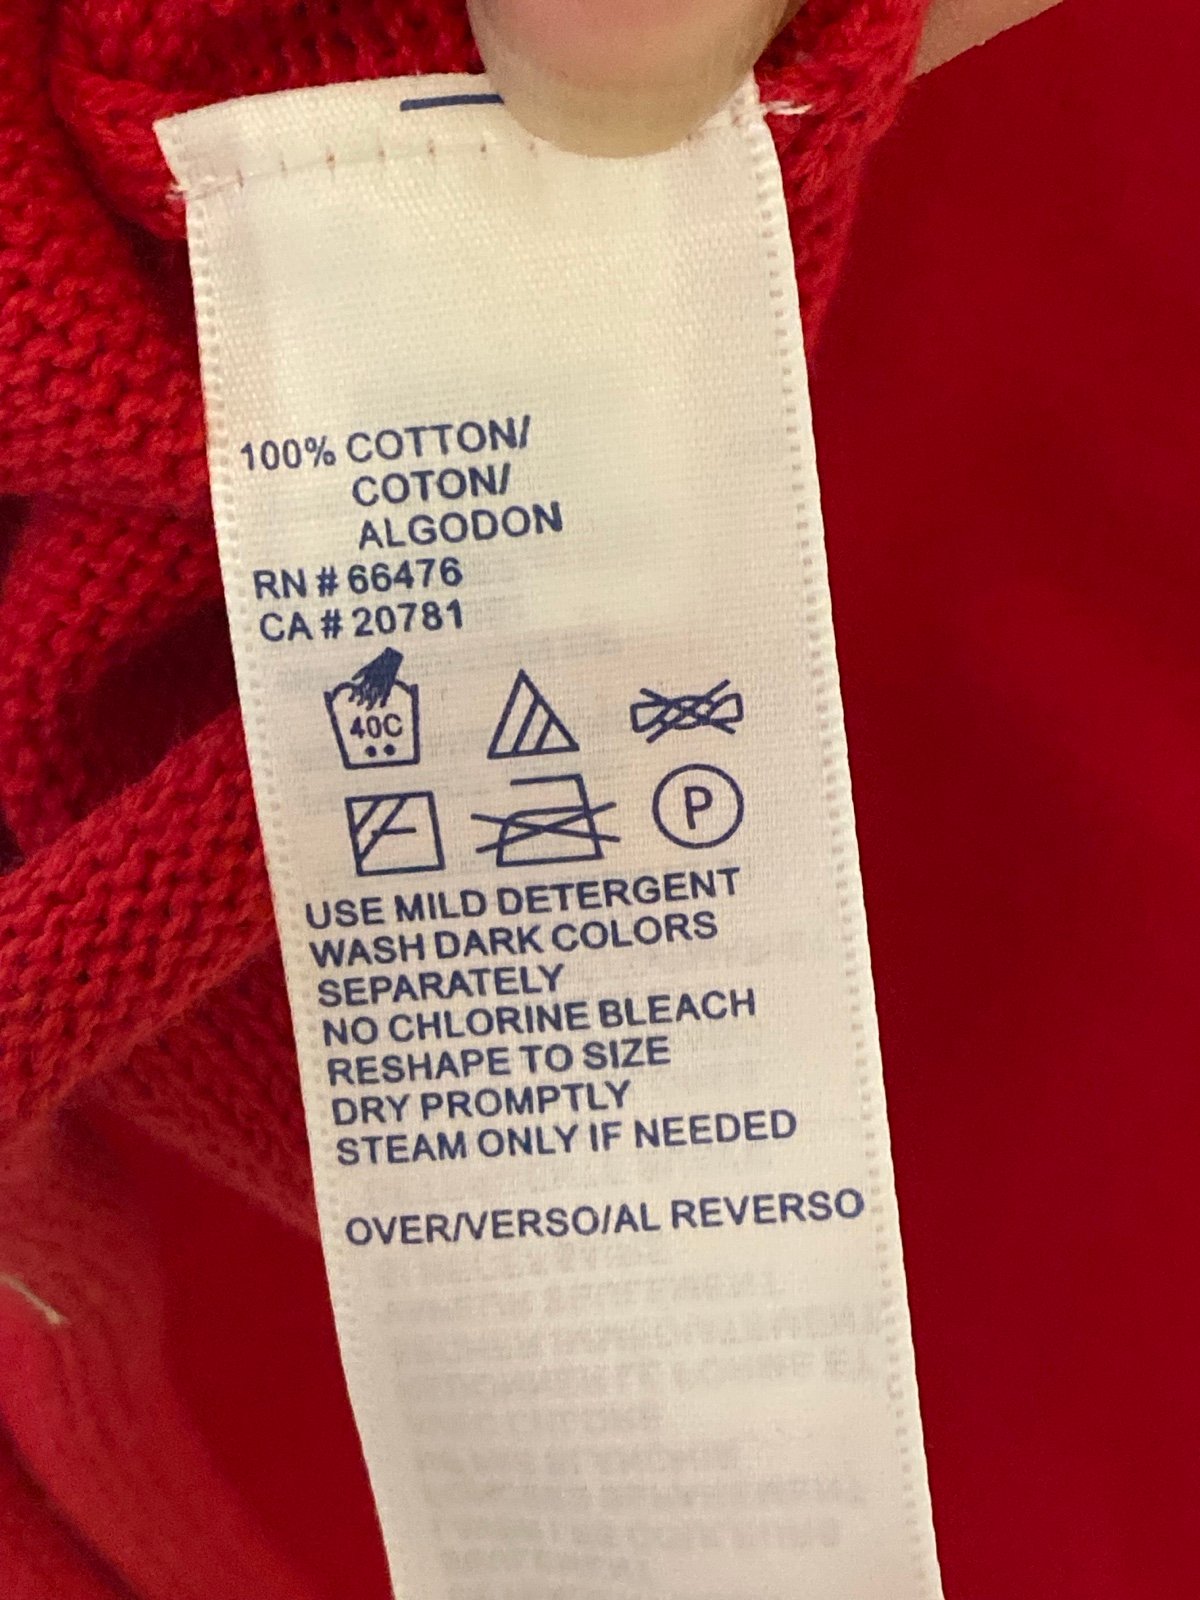 100% COTTON/
COTON/
ALGODON
RN # 66476
CA # 20781
40C
P
USE MILD DETERGENT
WASH DARK COLORS
SEPARATELY
NO CHLORINE BLEACH
RESHAPE TO SIZE
DRY PROMPTLY
STEAM ONLY IF NEEDED
OVER/VERSO/AL REVERSO